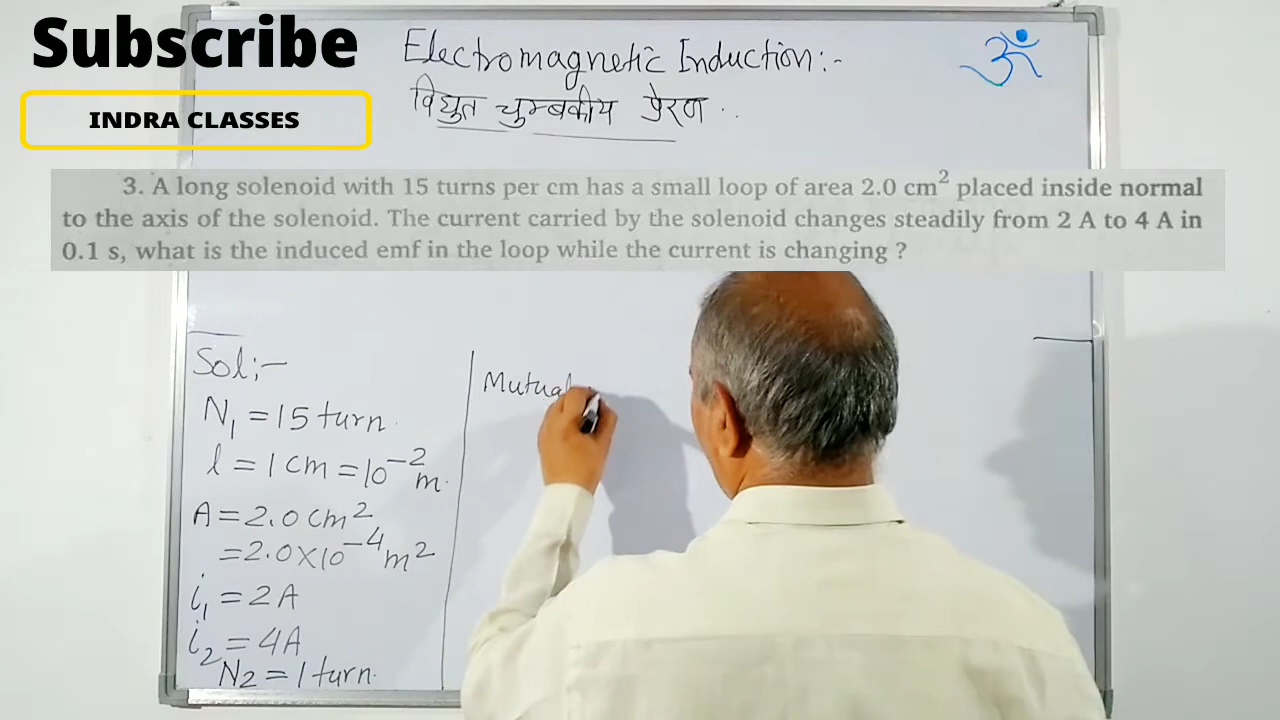 Subscribe
INDRA CLASSES
Electromagnetic Induction:-
विद्युत चुम्बकीय प्रेरण
ॐ
3. A long solenoid with 15 turns per cm has a small loop of area 2.0 cm² placed inside normal
to the axis of the solenoid. The current carried by the solenoid changes steadily from 2 A to 4 A in
0.1 s, what is the induced emf in the loop while the current is changing ?
Sol:-
N₁ = 15 turn.
l = 1 cm = 10⁻² m.
A = 2.0 cm²
= 2.0 × 10⁻⁴ m²
i₁ = 2 A
i₂ = 4A
N₂ = 1 turn.
Mutual